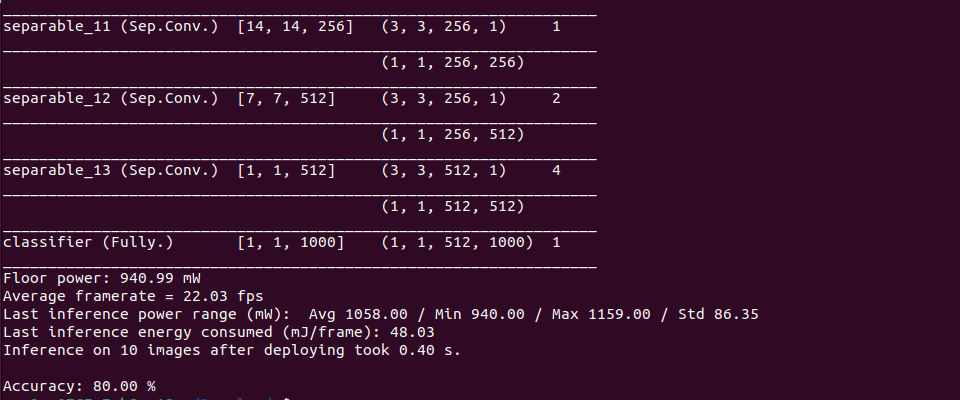 separable_11 (Sep.Conv.) [14, 14, 256] (3, 3, 256, 1) 1
(1, 1, 256, 256)
separable_12 (Sep.Conv.) [7, 7, 512] (3, 3, 256, 1) 2
(1, 1, 256, 512)
separable_13 (Sep.Conv.) [1, 1, 512] (3, 3, 512, 1) 4
(1, 1, 512, 512)
classifier (Fully.) [1, 1, 1000] (1, 1, 512, 1000) 1
Floor power: 940.99 mW
Average framerate = 22.03 fps
Last inference power range (mW): Avg 1058.00 / Min 940.00 / Max 1159.00 / Std 86.35
Last inference energy consumed (mJ/frame): 48.03
Inference on 10 images after deploying took 0.40 s.
Accuracy: 80.00 %